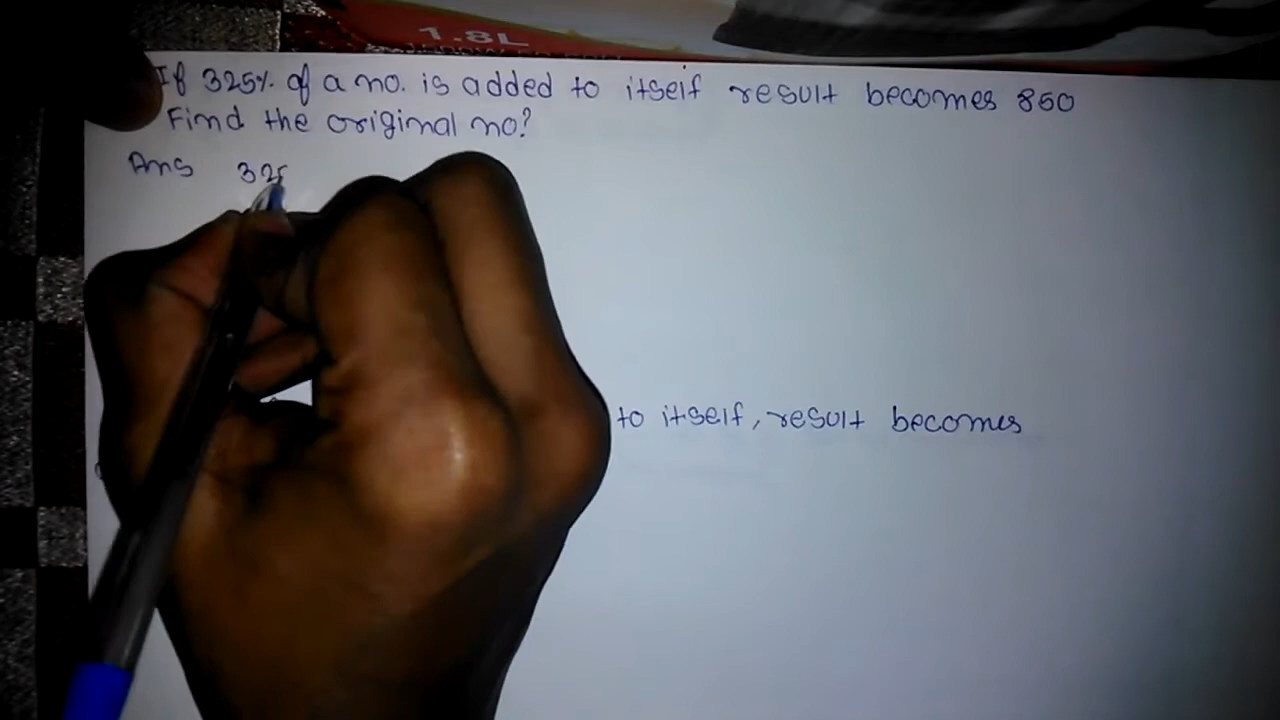 1.8L
If 325% of a no. is added to itself result becomes 850
Find the original no?
Ans 325
to itself, result becomes